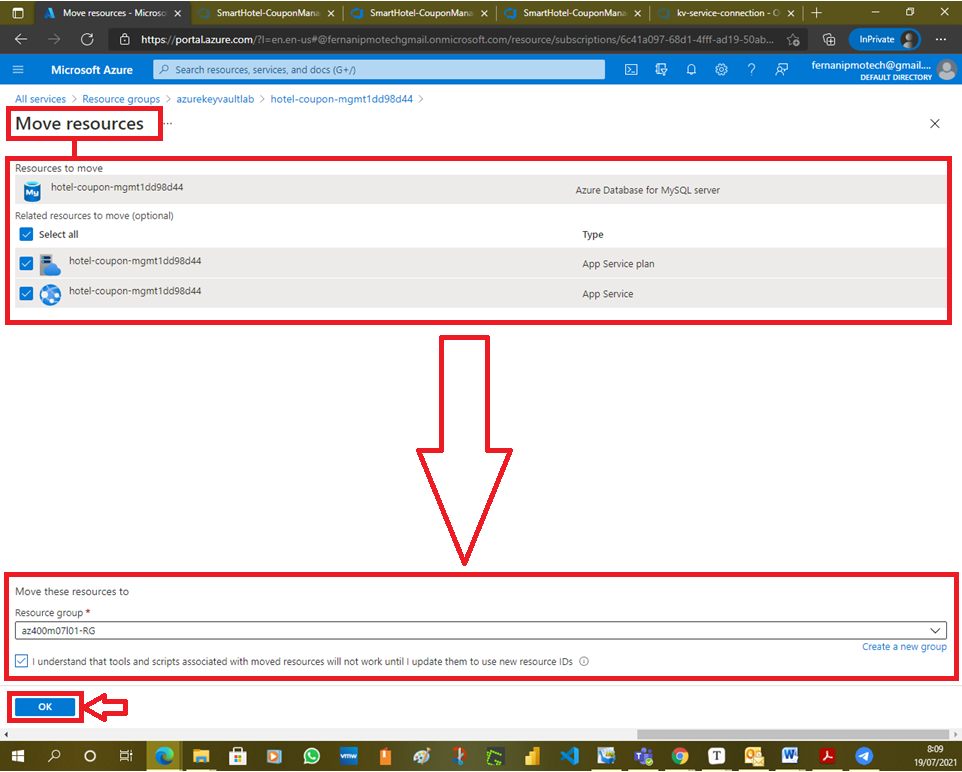 Move resources - Microso
SmartHotel-CouponMana
SmartHotel-CouponMana
SmartHotel-CouponMana
kv-service-connection - O
https://portal.azure.com/?l=en.en-us#@fernanipmotechgmail.onmicrosoft.com/resource/subscriptions/6c41a097-68d1-4fff-ad19-50ab...
InPrivate
Microsoft Azure
Search resources, services, and docs (G+/)
fernanipmotech@gmail....
DEFAULT DIRECTORY
All services > Resource groups > azurekeyvaultlab > hotel-coupon-mgmt1dd98d44 >
Move resources ...
Resources to move
My
hotel-coupon-mgmt1dd98d44 Azure Database for MySQL server
Related resources to move (optional)
Select all Type
hotel-coupon-mgmt1dd98d44 App Service plan
hotel-coupon-mgmt1dd98d44 App Service
Move these resources to
Resource group *
az400m07l01-RG
Create a new group
I understand that tools and scripts associated with moved resources will not work until I update them to use new resource IDs
OK
vmw
T
8:09
19/07/2021